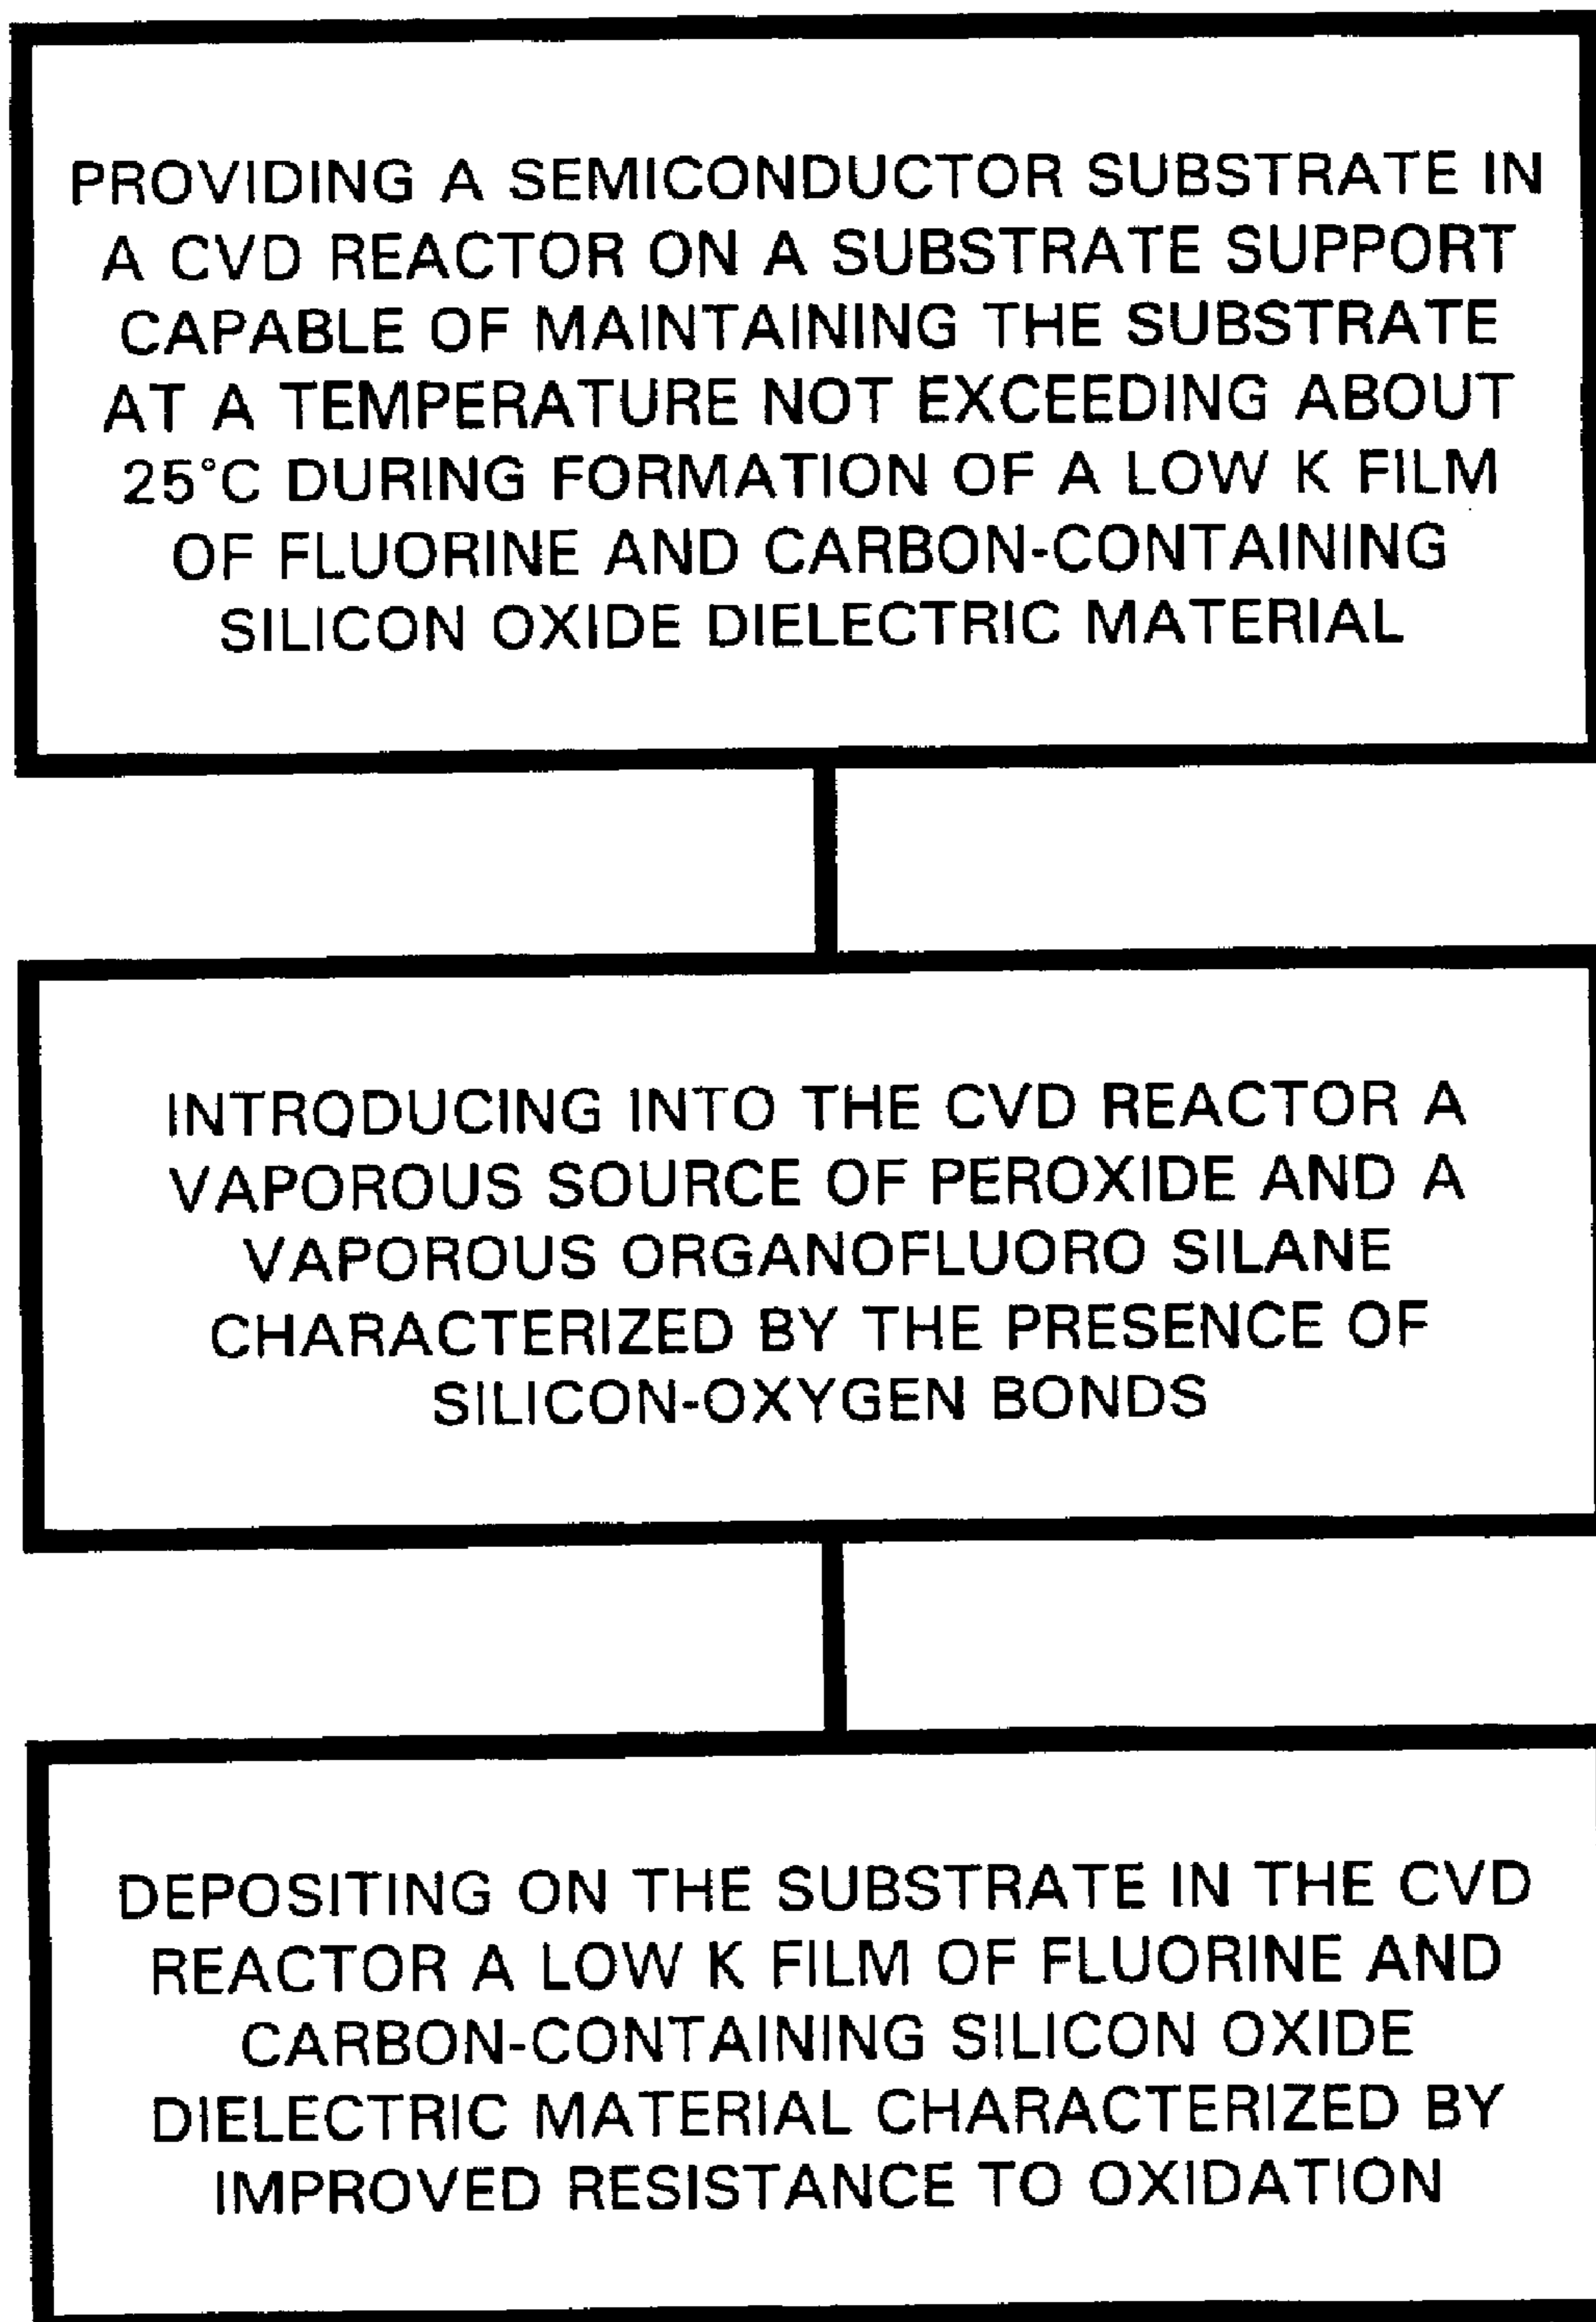 PROVIDING A SEMICONDUCTOR SUBSTRATE IN
A CVD REACTOR ON A SUBSTRATE SUPPORT
CAPABLE OF MAINTAINING THE SUBSTRATE
AT A TEMPERATURE NOT EXCEEDING ABOUT
25°C DURING FORMATION OF A LOW K FILM
OF FLUORINE AND CARBON-CONTAINING
SILICON OXIDE DIELECTRIC MATERIAL
INTRODUCING INTO THE CVD REACTOR A
VAPOROUS SOURCE OF PEROXIDE AND A
VAPOROUS ORGANOFLUORO SILANE
CHARACTERIZED BY THE PRESENCE OF
SILICON-OXYGEN BONDS
DEPOSITING ON THE SUBSTRATE IN THE CVD
REACTOR A LOW K FILM OF FLUORINE AND
CARBON-CONTAINING SILICON OXIDE
DIELECTRIC MATERIAL CHARACTERIZED BY
IMPROVED RESISTANCE TO OXIDATION